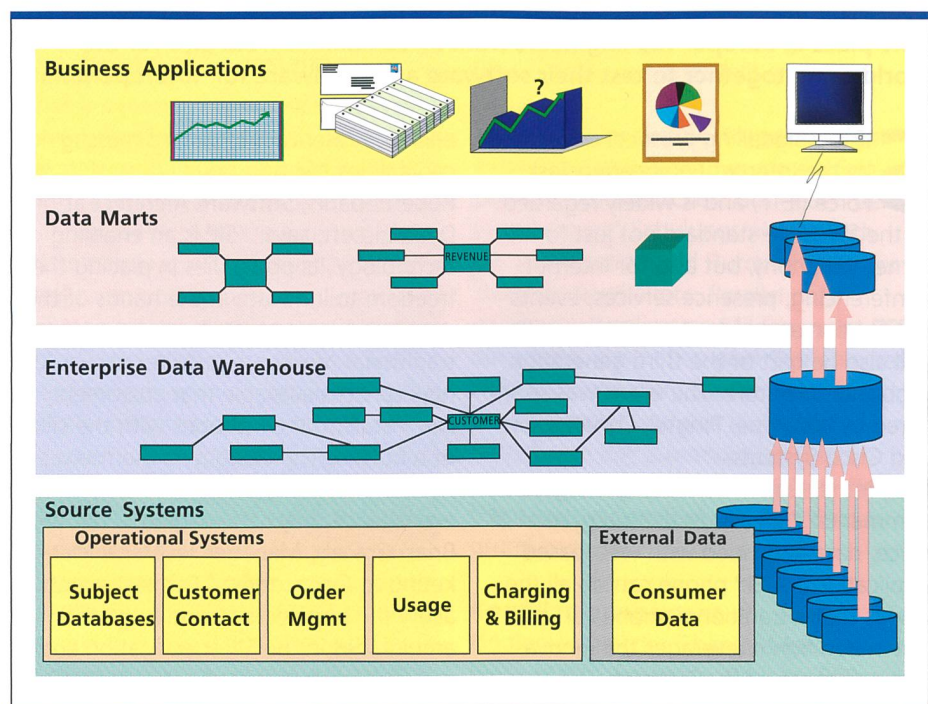 Business Applications
?
Data Marts
REVENUE
Enterprise Data Warehouse
CUSTOMER
Source Systems
Operational Systems
External Data
Subject
Databases
Customer
Contact
Order
Mgmt
Usage
Charging
& Billing
Consumer
Data